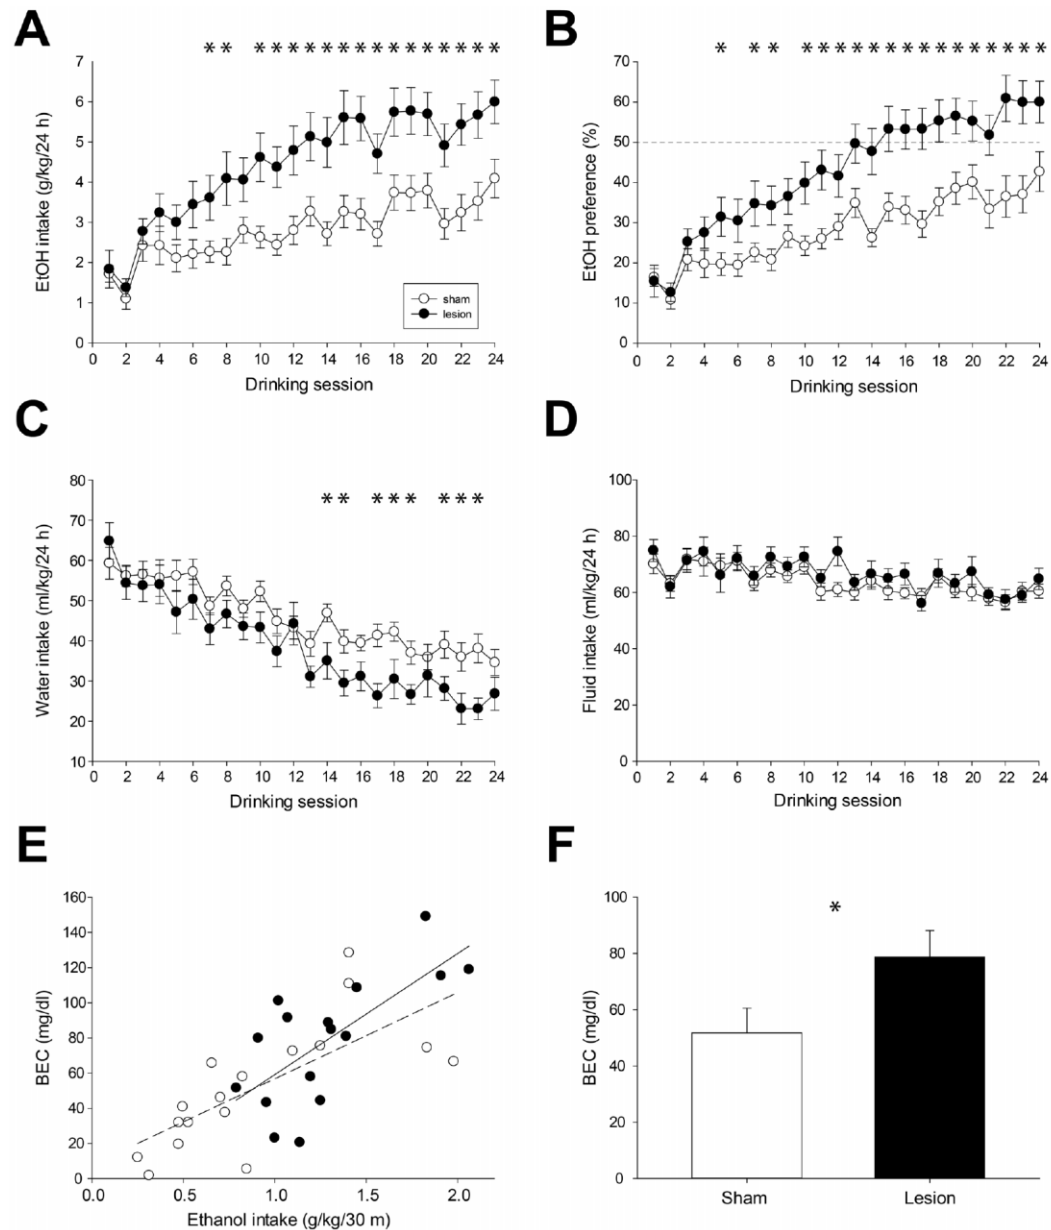 A
B
* * * * * * * * * * * * * * * * *
* * * * * * * * * * * * * * * * * *
EtOH intake (g/kg/24 h)
7
6
5
4
3
2
1
0
sham
lesion
0 2 4 6 8 10 12 14 16 18 20 22 24
Drinking session
EtOH preference (%)
70
60
50
40
30
20
10
0
0 2 4 6 8 10 12 14 16 18 20 22 24
Drinking session
C
D
Water intake (ml/kg/24 h)
80
70
60
50
40
30
20
10
* * * * * * * *
0 2 4 6 8 10 12 14 16 18 20 22 24
Drinking session
Fluid intake (ml/kg/24 h)
100
80
60
40
20
0
0 2 4 6 8 10 12 14 16 18 20 22 24
Drinking session
E
F
BEC (mg/dl)
160
140
120
100
80
60
40
20
0
0.0 0.5 1.0 1.5 2.0
Ethanol intake (g/kg/30 m)
BEC (mg/dl)
100
80
60
40
20
0
*
Sham Lesion